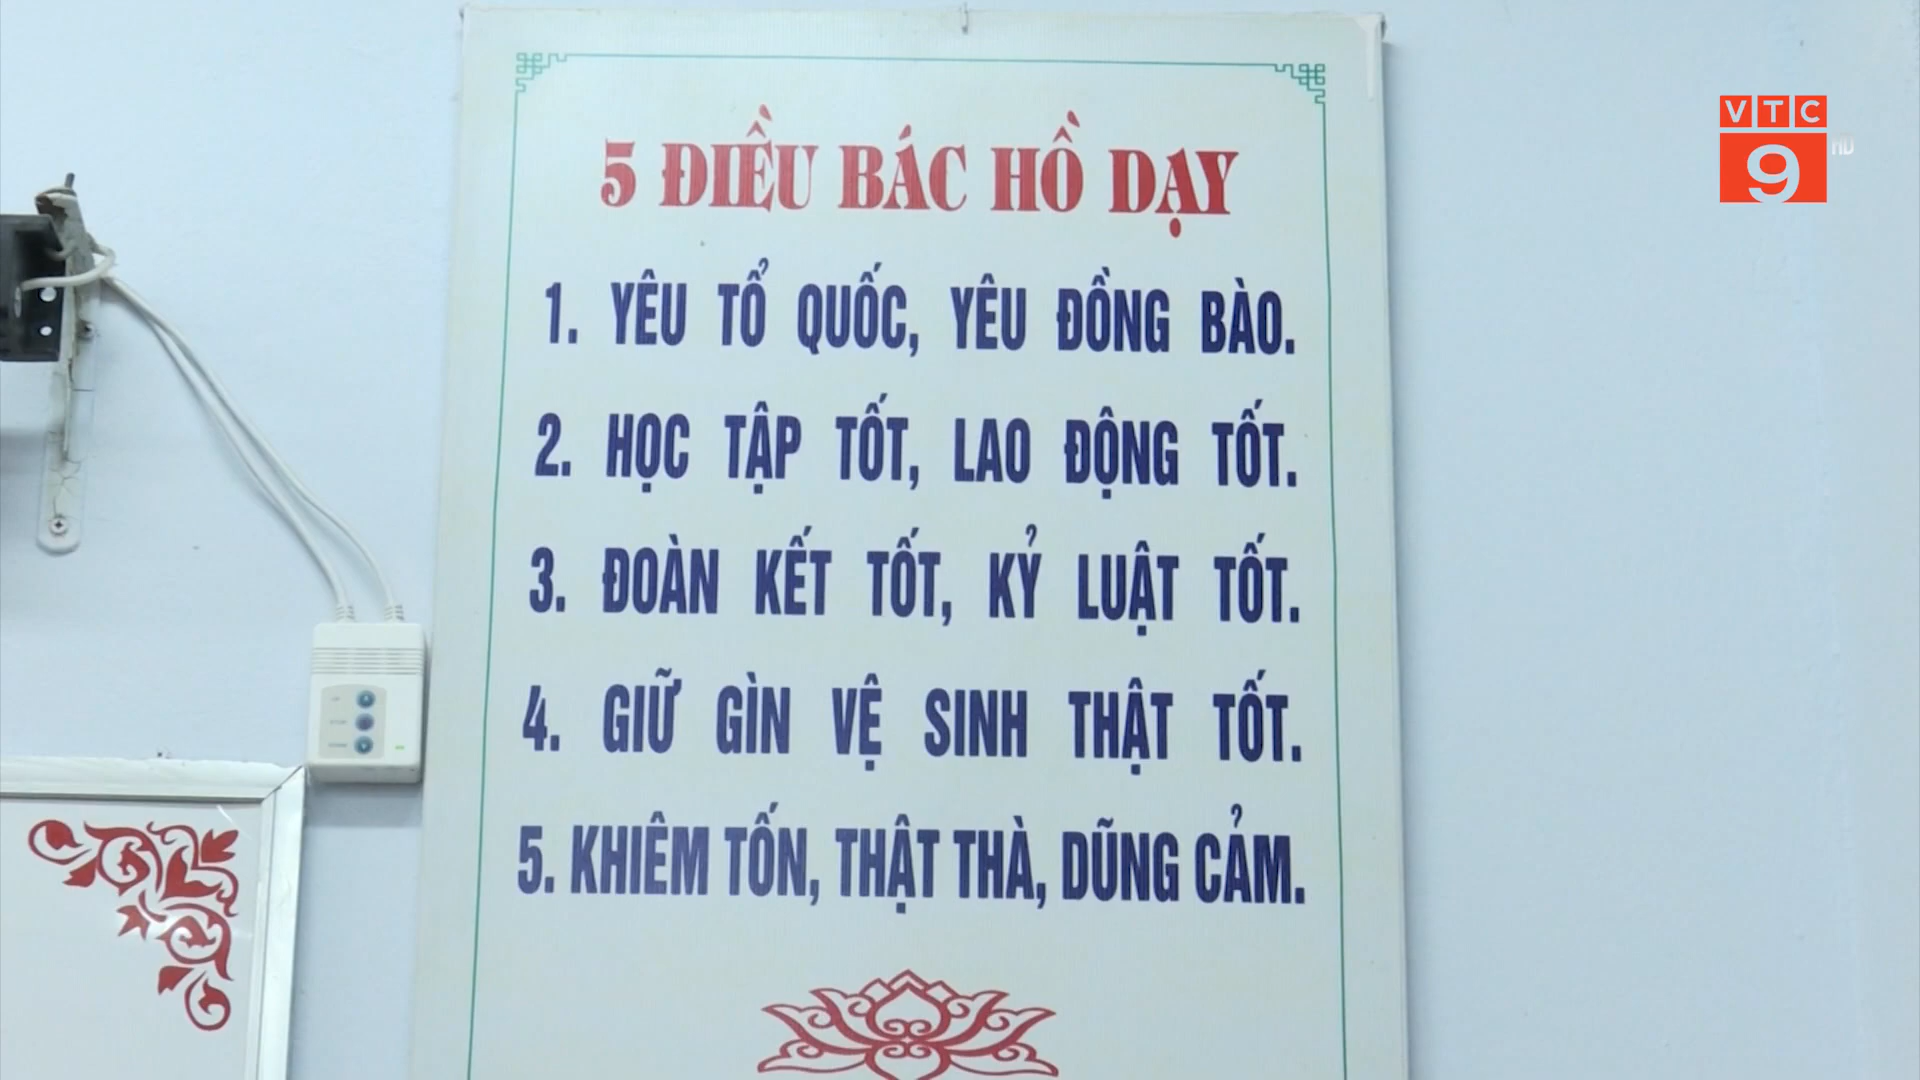 VTC
9
HD
5 ĐIỀU BÁC HỒ DẠY
1. YÊU TỔ QUỐC, YÊU ĐỒNG BÀO.
2. HỌC TẬP TỐT, LAO ĐỘNG TỐT.
3. ĐOÀN KẾT TỐT, KỶ LUẬT TỐT.
4. GIỮ GÌN VỆ SINH THẬT TỐT.
5. KHIÊM TỐN, THẬT THÀ, DŨNG CẢM.